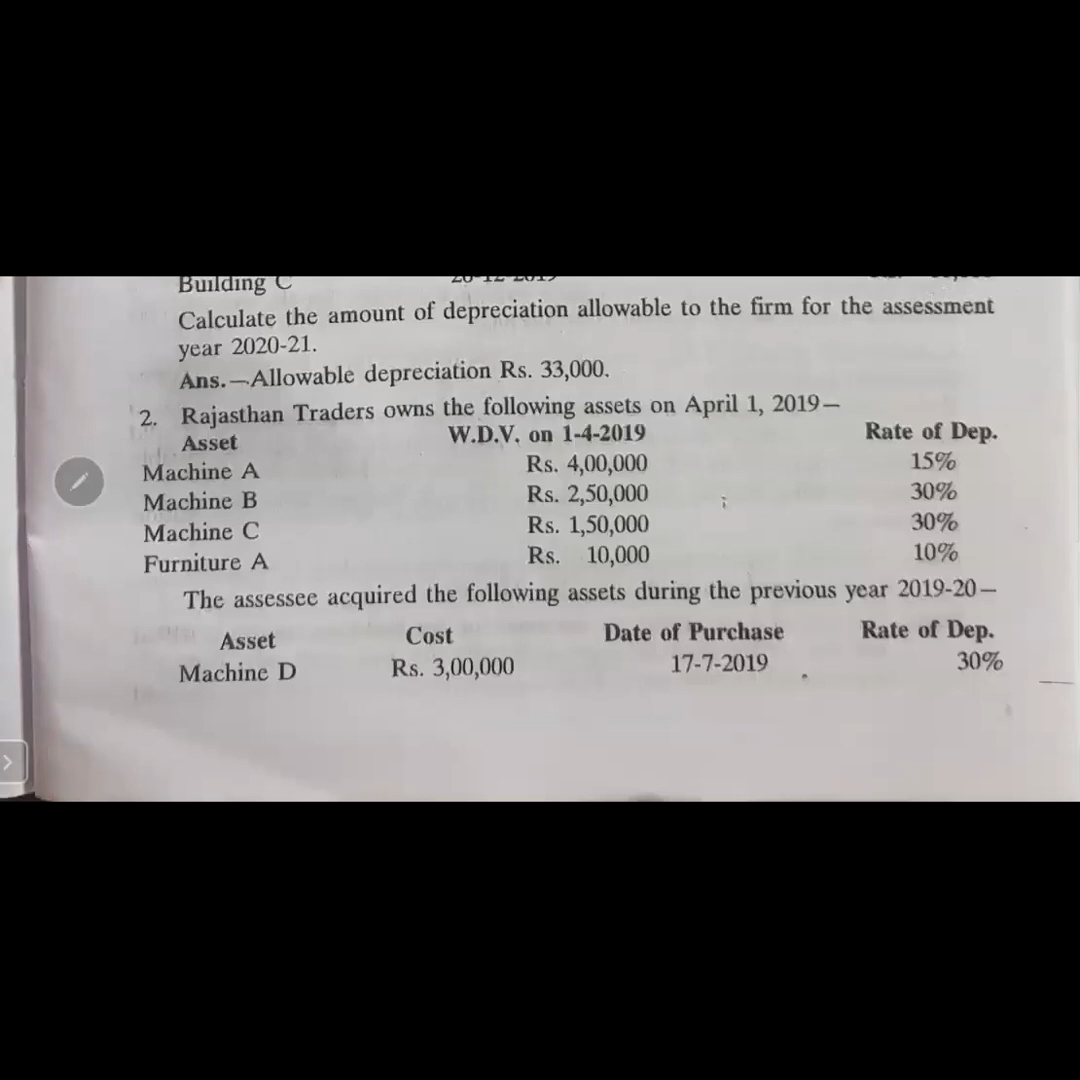 Building C
Calculate the amount of depreciation allowable to the firm for the assessment
year 2020-21.
Ans.—Allowable depreciation Rs. 33,000.
2. Rajasthan Traders owns the following assets on April 1, 2019—
Asset W.D.V. on 1-4-2019 Rate of Dep.
Machine A Rs. 4,00,000 15%
Machine B Rs. 2,50,000 30%
Machine C Rs. 1,50,000 30%
Furniture A Rs. 10,000 10%
The assessee acquired the following assets during the previous year 2019-20—
Asset Cost Date of Purchase Rate of Dep.
Machine D Rs. 3,00,000 17-7-2019 30%